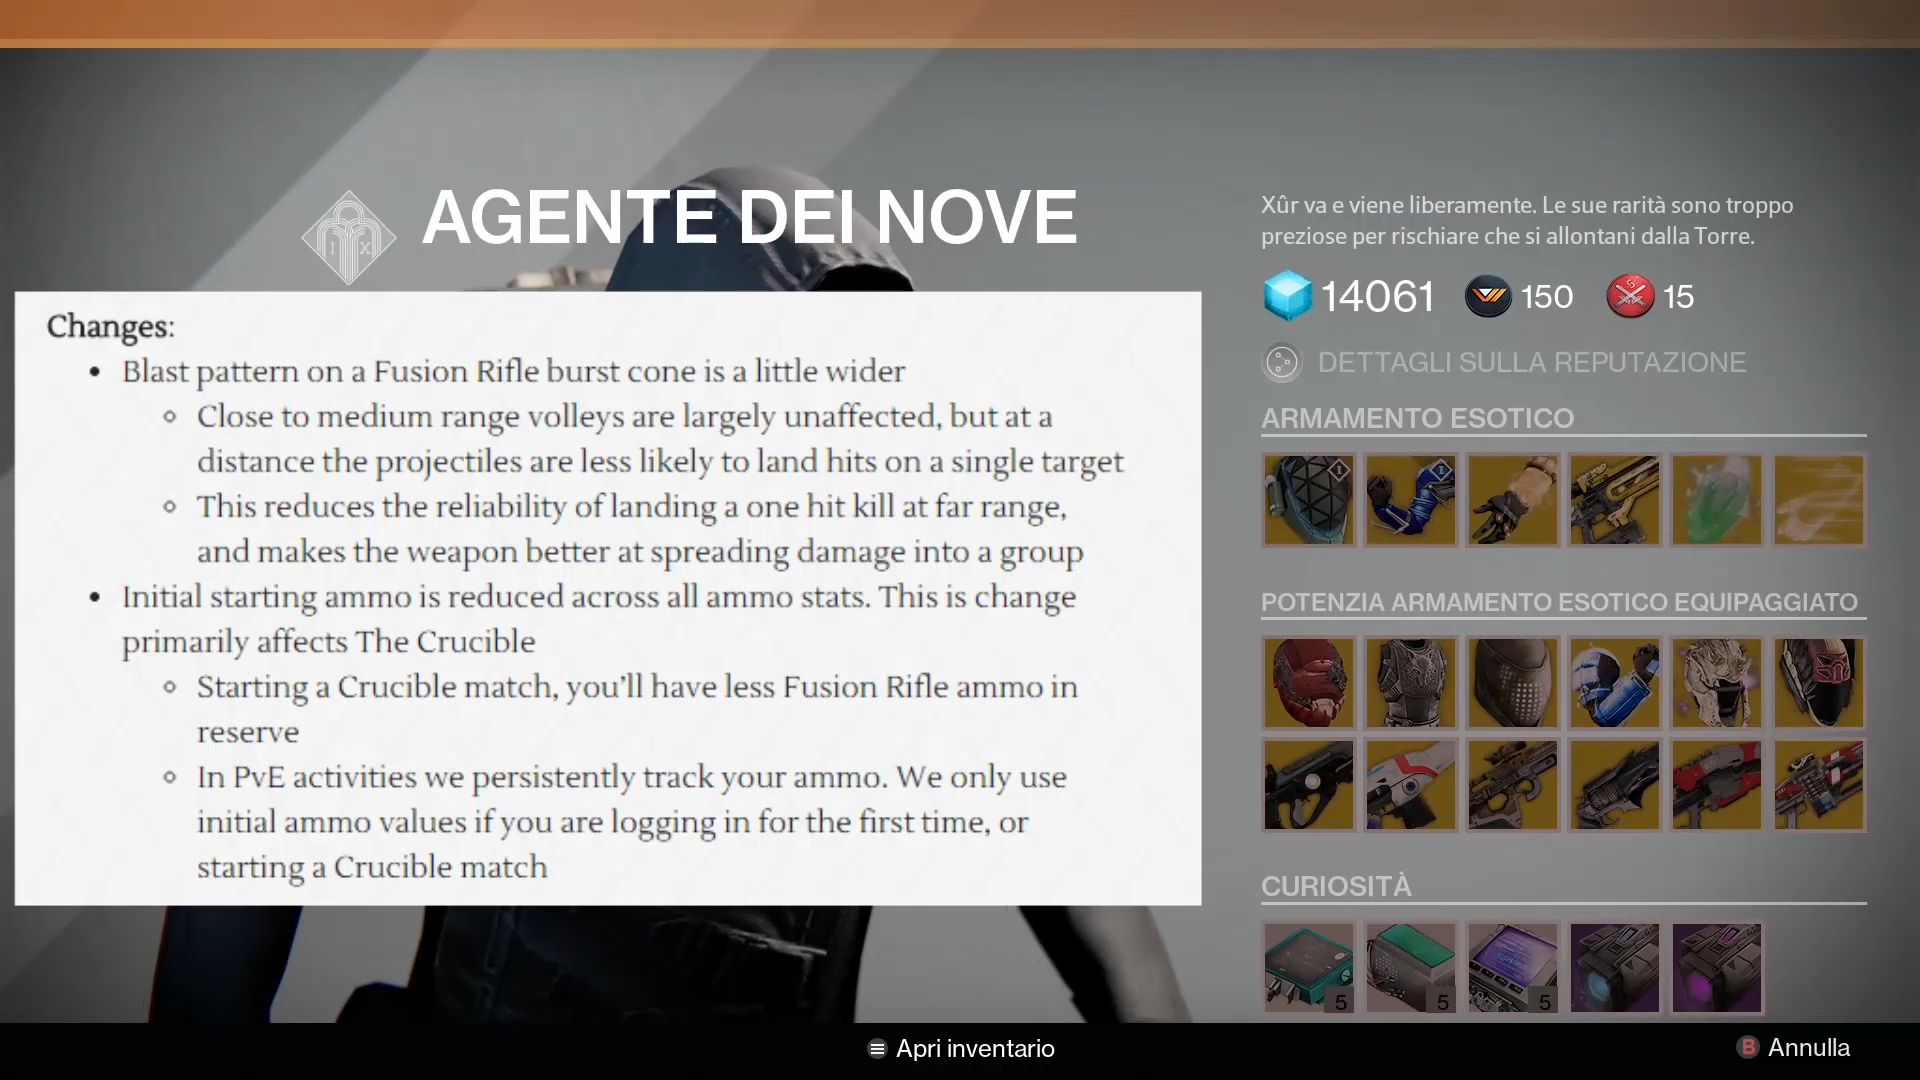 AGENTE DEI NOVE
I X
Changes:
• Blast pattern on a Fusion Rifle burst cone is a little wider
◦ Close to medium range volleys are largely unaffected, but at a
distance the projectiles are less likely to land hits on a single target
◦ This reduces the reliability of landing a one hit kill at far range,
and makes the weapon better at spreading damage into a group
• Initial starting ammo is reduced across all ammo stats. This is change
primarily affects The Crucible
◦ Starting a Crucible match, you'll have less Fusion Rifle ammo in
reserve
◦ In PvE activities we persistently track your ammo. We only use
initial ammo values if you are logging in for the first time, or
starting a Crucible match
Xûr va e viene liberamente. Le sue rarità sono troppo
preziose per rischiare che si allontani dalla Torre.
14061 150 15
DETTAGLI SULLA REPUTAZIONE
ARMAMENTO ESOTICO
I I
POTENZIA ARMAMENTO ESOTICO EQUIPAGGIATO
CURIOSITÀ
5 5 5
Apri inventario
B Annulla